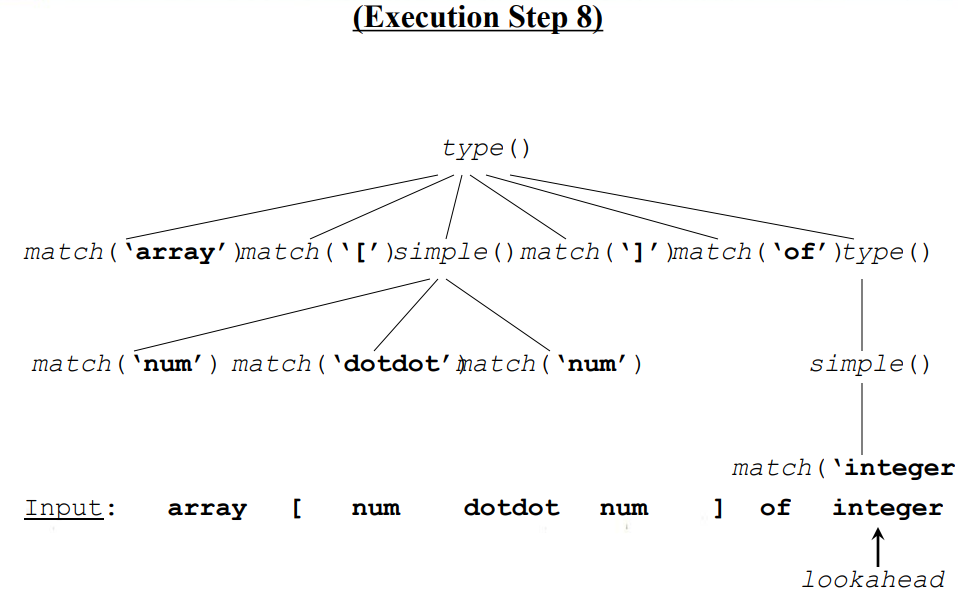 (Execution Step 8)
type()
match(‘array’)match(‘[’)simple() match(‘]’)match(‘of’)type()
match(‘num’) match(‘dotdot’)match(‘num’) simple()
match(‘integer
Input: array [ num dotdot num ] of integer
lookahead